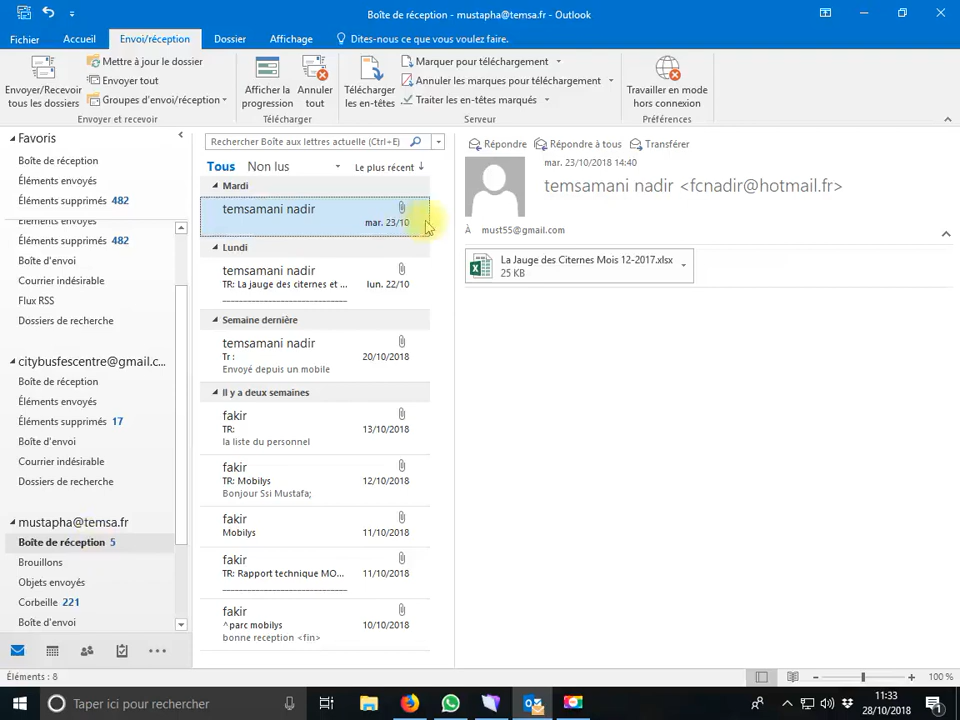 Boîte de réception - mustapha@temsa.fr - Outlook
Fichier
Accueil
Envoi/réception
Dossier
Affichage
Dites-nous ce que vous voulez faire.
Envoyer/Recevoir
tous les dossiers
Mettre à jour le dossier
Envoyer tout
Groupes d'envoi/réception
Envoyer et recevoir
Afficher la
progression
Annuler
tout
Télécharger
Télécharger
les en-têtes
Marquer pour téléchargement
Annuler les marques pour téléchargement
Traiter les en-têtes marqués
Serveur
Travailler en mode
hors connexion
Préférences
Favoris
Boîte de réception
Éléments envoyés
Éléments supprimés 482
Éléments envoyés
Éléments supprimés 482
Boîte d'envoi
Courrier indésirable
Flux RSS
Dossiers de recherche
citybusfescentre@gmail.c...
Boîte de réception
Éléments envoyés
Éléments supprimés 17
Boîte d'envoi
Courrier indésirable
Dossiers de recherche
mustapha@temsa.fr
Boîte de réception 5
Brouillons
Objets envoyés
Corbeille 221
Boîte d'envoi
Rechercher Boîte aux lettres actuelle (Ctrl+E)
Tous Non lus Le plus récent ↓
Mardi
temsamani nadir
mar. 23/10
Lundi
temsamani nadir
TR: La jauge des citernes et ... lun. 22/10
Semaine dernière
temsamani nadir
Tr : 20/10/2018
Envoyé depuis un mobile
Il y a deux semaines
fakir
TR: 13/10/2018
la liste du personnel
fakir
TR: Mobilys 12/10/2018
Bonjour Ssi Mustafa;
fakir
Mobilys 11/10/2018
fakir
TR: Rapport technique MO... 11/10/2018
fakir
^parc mobilys 10/10/2018
bonne reception <fin>
Répondre Répondre à tous Transférer
mar. 23/10/2018 14:40
temsamani nadir <fcnadir@hotmail.fr>
À must55@gmail.com
La Jauge des Citernes Mois 12-2017.xlsx
25 KB
Éléments : 8
100 %
Taper ici pour rechercher
11:33
28/10/2018
1